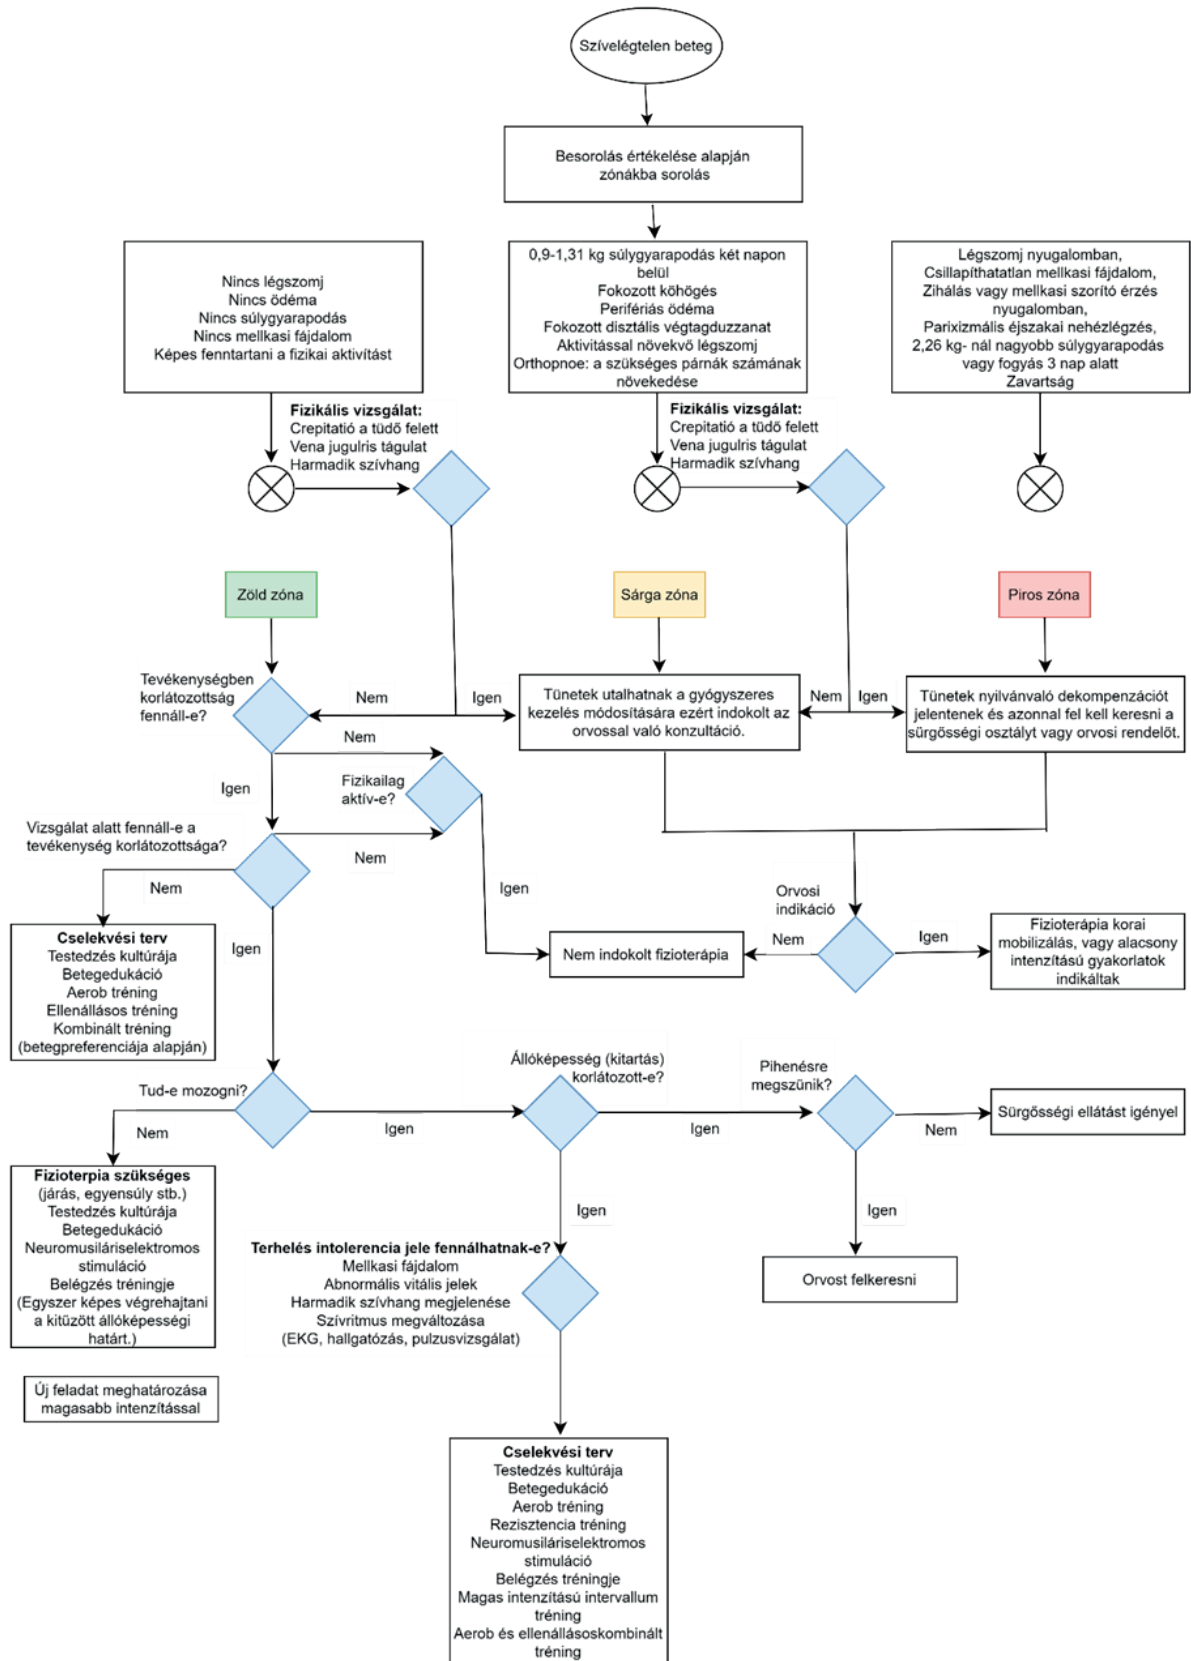 Szívelégtelen beteg
Besorolás értékelése alapján
zónákba sorolás
Nincs légszomj
Nincs ödéma
Nincs súlygyarapodás
Nincs mellkasi fájdalom
Képes fenntartani a fizikai aktivítást
0,9-1,31 kg súlygyarapodás két napon
belül
Fokozott köhögés
Perifériás ödéma
Fokozott disztális végtagduzzanat
Aktivitással növekvő légszomj
Orthopnoe: a szükséges párnák számának
növekedése
Légszomj nyugalomban,
Csillapíthatatlan mellkasi fájdalom,
Zihálás vagy mellkasi szorító érzés
nyugalomban,
Parixizmális éjszakai nehézlégzés,
2,26 kg- nál nagyobb súlygyarapodás
vagy fogyás 3 nap alatt
Zavartság
Fizikális vizsgálat:
Crepitatió a tüdő felett
Vena jugulris tágulat
Harmadik szívhang
Fizikális vizsgálat:
Crepitatió a tüdő felett
Vena jugulris tágulat
Harmadik szívhang
Zöld zóna
Sárga zóna
Piros zóna
Tevékenységben
korlátozottság
fennáll-e?
Nem
Igen
Tünetek utalhatnak a gyógyszeres
kezelés módosítására ezért indokolt az
orvossal való konzultáció.
Nem
Igen
Tünetek nyilvánvaló dekompenzációt
jelentenek és azonnal fel kell keresni a
sürgősségi osztályt vagy orvosi rendelőt.
Nem
Igen
Fizikailag
aktív-e?
Vizsgálat alatt fennáll-e a
tevékenység korlátozottsága?
Nem
Nem
Igen
Orvosi
indikáció
Cselekvési terv
Testedzés kultúrája
Betegedukáció
Aerob tréning
Ellenállásos tréning
Kombinált tréning
(betegpreferenciája alapján)
Igen
Nem indokolt fizioterápia
Nem
Igen
Fizioterápia korai
mobilizálás, vagy alacsony
intenzítású gyakorlatok
indikáltak
Tud-e mozogni?
Állóképesség (kitartás)
korlátozott-e?
Pihenésre
megszünik?
Sürgősségi ellátást igényel
Nem
Igen
Igen
Nem
Fizioterpia szükséges
(járás, egyensúly stb.)
Testedzés kultúrája
Betegedukáció
Neuromusiláriselektromos
stimuláció
Belégzés tréningje
(Egyszer képes végrehajtani
a kitűzött állóképességi
határt.)
Igen
Igen
Terhelés intolerencia jele fennálhatnak-e?
Mellkasi fájdalom
Abnormális vitális jelek
Harmadik szívhang megjelenése
Szívritmus megváltozása
(EKG, hallgatózás, pulzusvizsgálat)
Orvost felkeresni
Új feladat meghatározása
magasabb intenzítással
Cselekvési terv
Testedzés kultúrája
Betegedukáció
Aerob tréning
Rezisztencia tréning
Neuromusiláriselektromos
stimuláció
Belégzés tréningje
Magas intenzítású intervallum
tréning
Aerob és ellenállásoskombinált
tréning